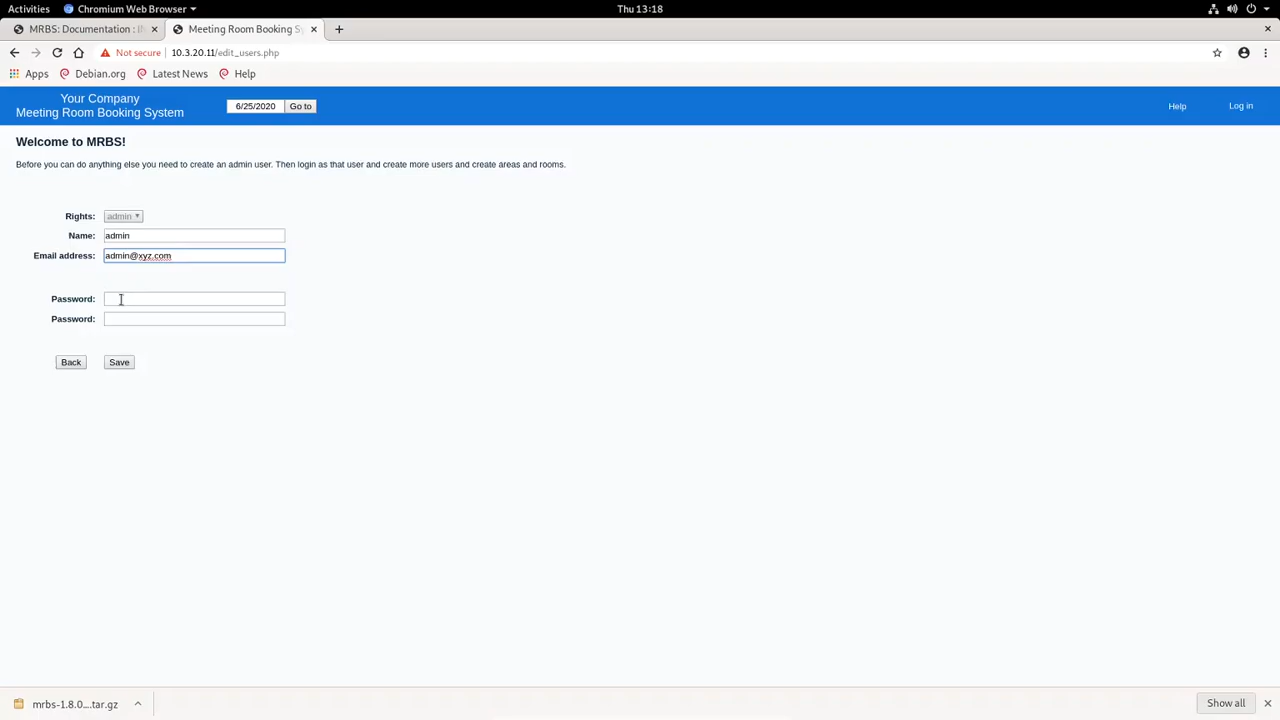 Activities Chromium Web Browser Thu 13:18
MRBS: Documentation : Meeting Room Booking S
Not secure 10.3.20.11/edit_users.php
Apps Debian.org Latest News Help
Your Company
Meeting Room Booking System
6/25/2020 Go to Help Log in
Welcome to MRBS!
Before you can do anything else you need to create an admin user. Then login as that user and create more users and create areas and rooms.
Rights: admin
Name: admin
Email address: admin@xyz.com
Password:
Password:
Back Save
mrbs-1.8.0....tar.gz Show all